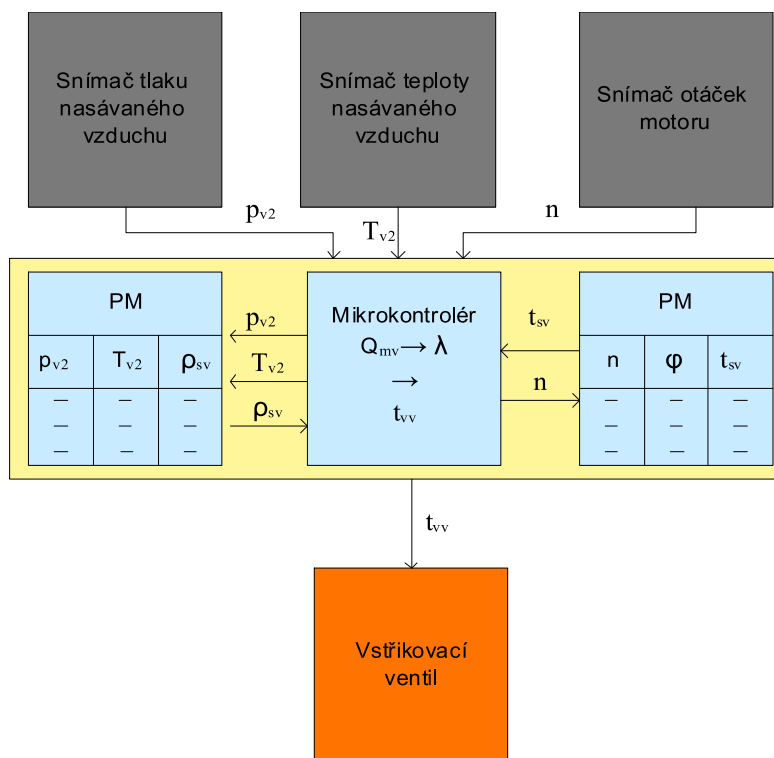 Snímač tlaku
nasávaného
vzduchu
Snímač teploty
nasávaného
vzduchu
Snímač otáček
motoru
pv2
Tv2
n
PM
pv2 Tv2 ρsv
– – –
– – –
– – –
pv2
Tv2
ρsv
Mikrokontrolér
Qmv→ λ
→
tvv
tsv
n
PM
n φ tsv
– – –
– – –
– – –
tvv
Vstřikovací
ventil